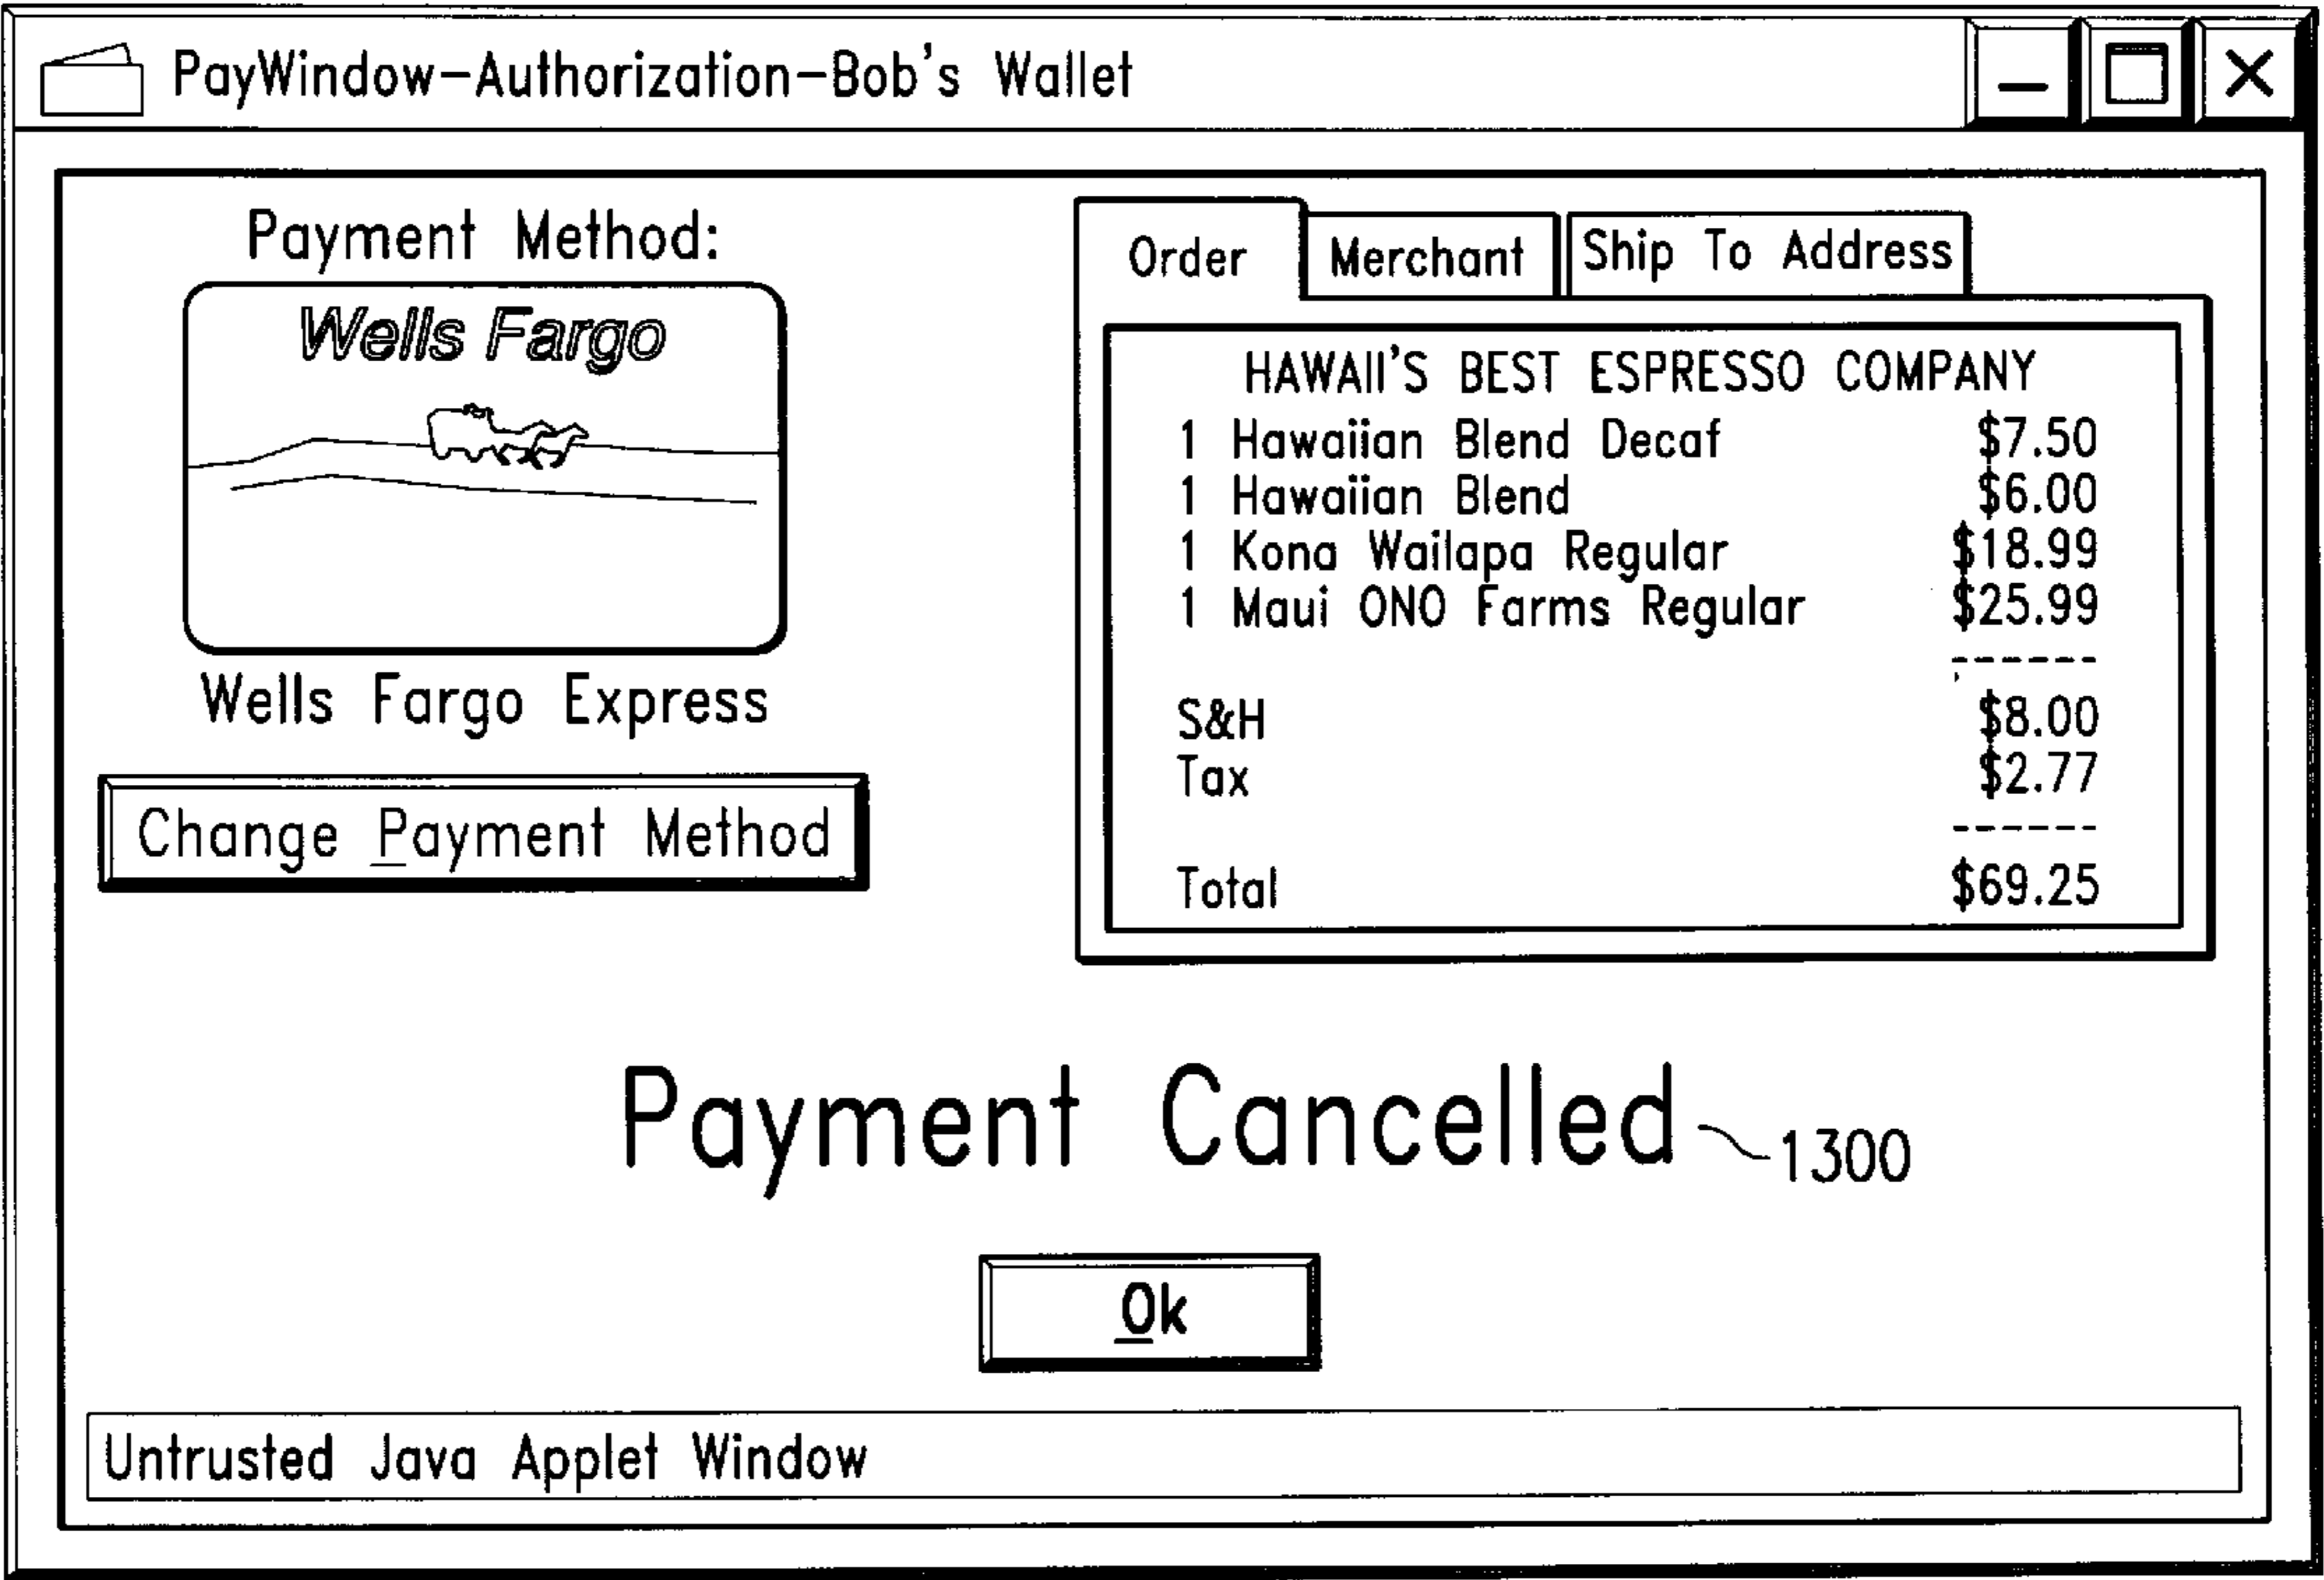 PayWindow-Authorization-Bob's Wallet
Payment Method:
Wells Fargo
Wells Fargo Express
Change Payment Method
Order Merchant Ship To Address
HAWAII'S BEST ESPRESSO COMPANY
1 Hawaiian Blend Decaf $7.50
1 Hawaiian Blend $6.00
1 Kona Wailapa Regular $18.99
1 Maui ONO Farms Regular $25.99
------
S&H $8.00
Tax $2.77
------
Total $69.25
Payment Cancelled 1300
Ok
Untrusted Java Applet Window